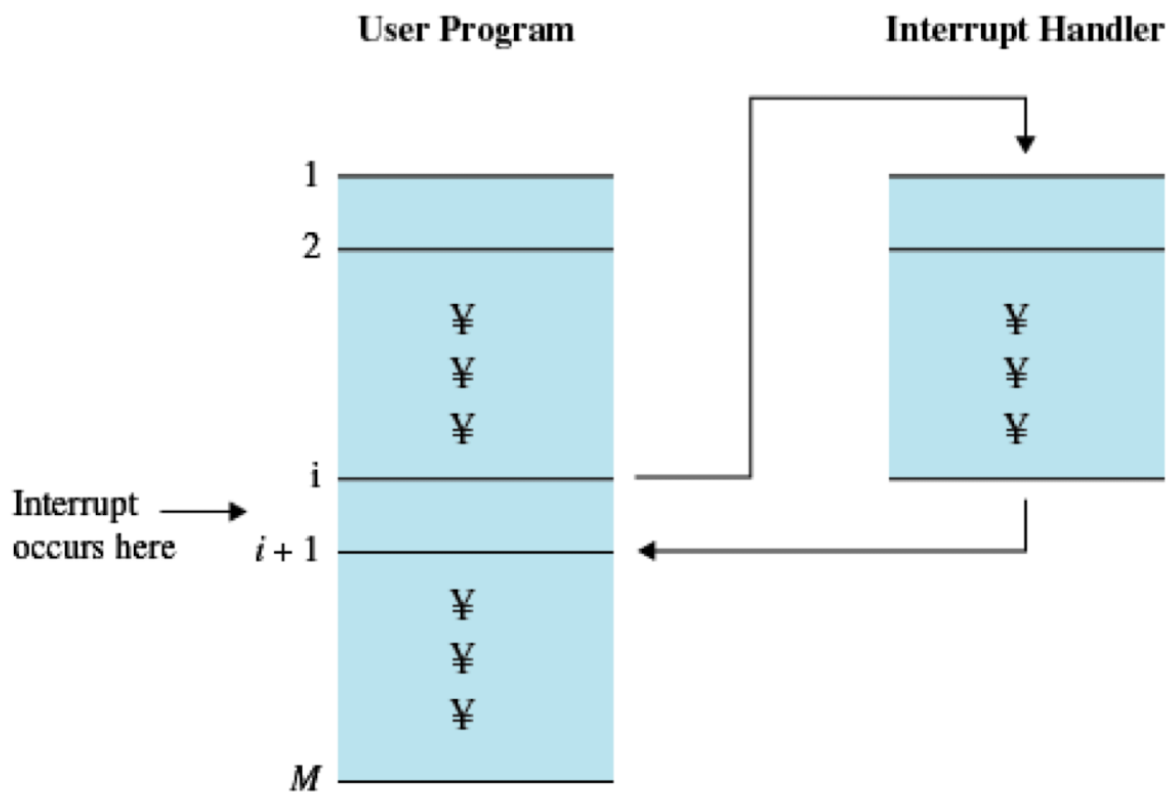 User Program
Interrupt Handler
1
2
¥
¥
¥
¥
¥
¥
i
Interrupt
occurs here
i + 1
¥
¥
¥
M